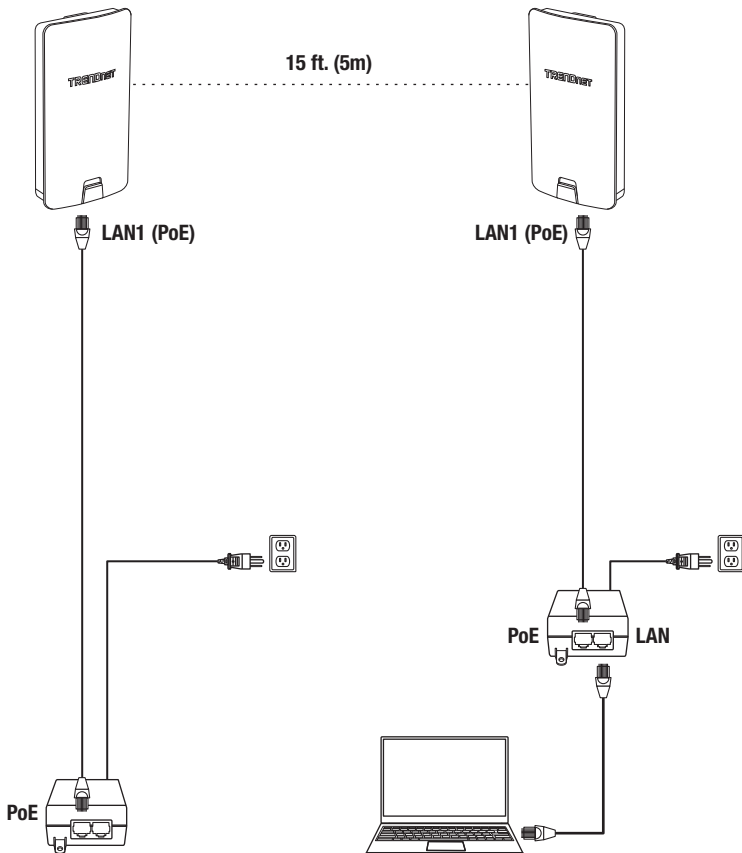 15 ft. (5m)
TRENDNET
TRENDNET
LAN1 (PoE)
LAN1 (PoE)
PoE
LAN
PoE